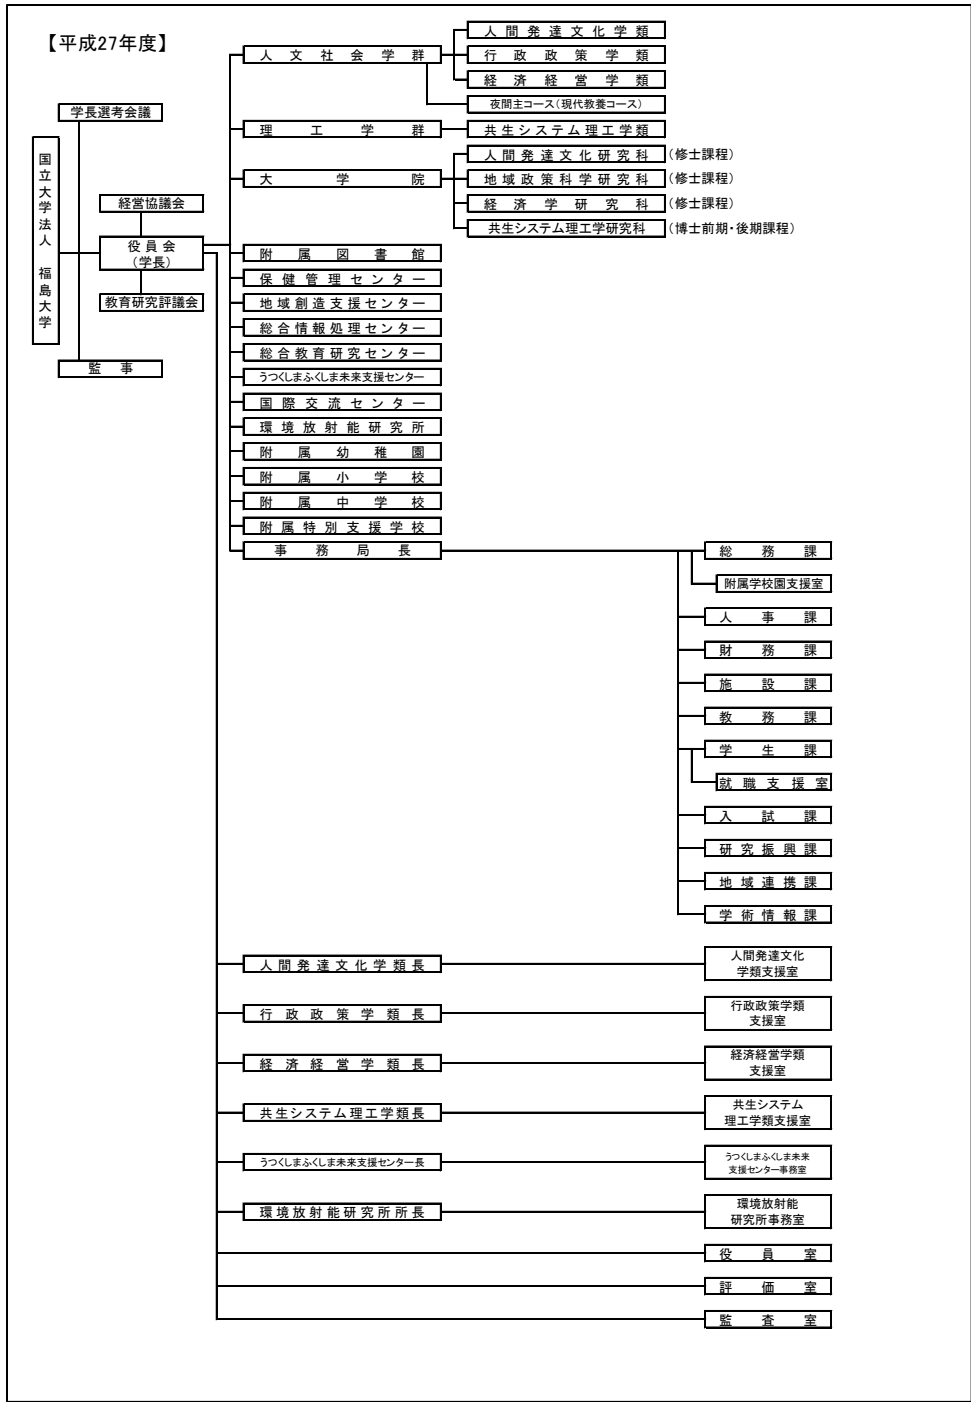 【平成27年度】
人文社会学群
人間発達文化学類
行政政策学類
経済経営学類
夜間主コース(現代教養コース)
理工学群
共生システム理工学類
大学院
人間発達文化研究科 (修士課程)
地域政策科学研究科 (修士課程)
経済学研究科 (修士課程)
共生システム理工学研究科 (博士前期・後期課程)
学長選考会議
国立大学法人 福島大学
経営協議会
役員会
(学長)
教育研究評議会
監事
附属図書館
保健管理センター
地域創造支援センター
総合情報処理センター
総合教育研究センター
うつくしまふくしま未来支援センター
国際交流センター
環境放射能研究所
附属幼稚園
附属小学校
附属中学校
附属特別支援学校
事務局長
総務課
附属学校園支援室
人事課
財務課
施設課
教務課
学生課
就職支援室
入試課
研究振興課
地域連携課
学術情報課
人間発達文化学類長
人間発達文化
学類支援室
行政政策学類長
行政政策学類
支援室
経済経営学類長
経済経営学類
支援室
共生システム理工学類長
共生システム
理工学類支援室
うつくしまふくしま未来支援センター長
うつくしまふくしま未来
支援センター事務室
環境放射能研究所所長
環境放射能
研究所事務室
役員室
評価室
監査室